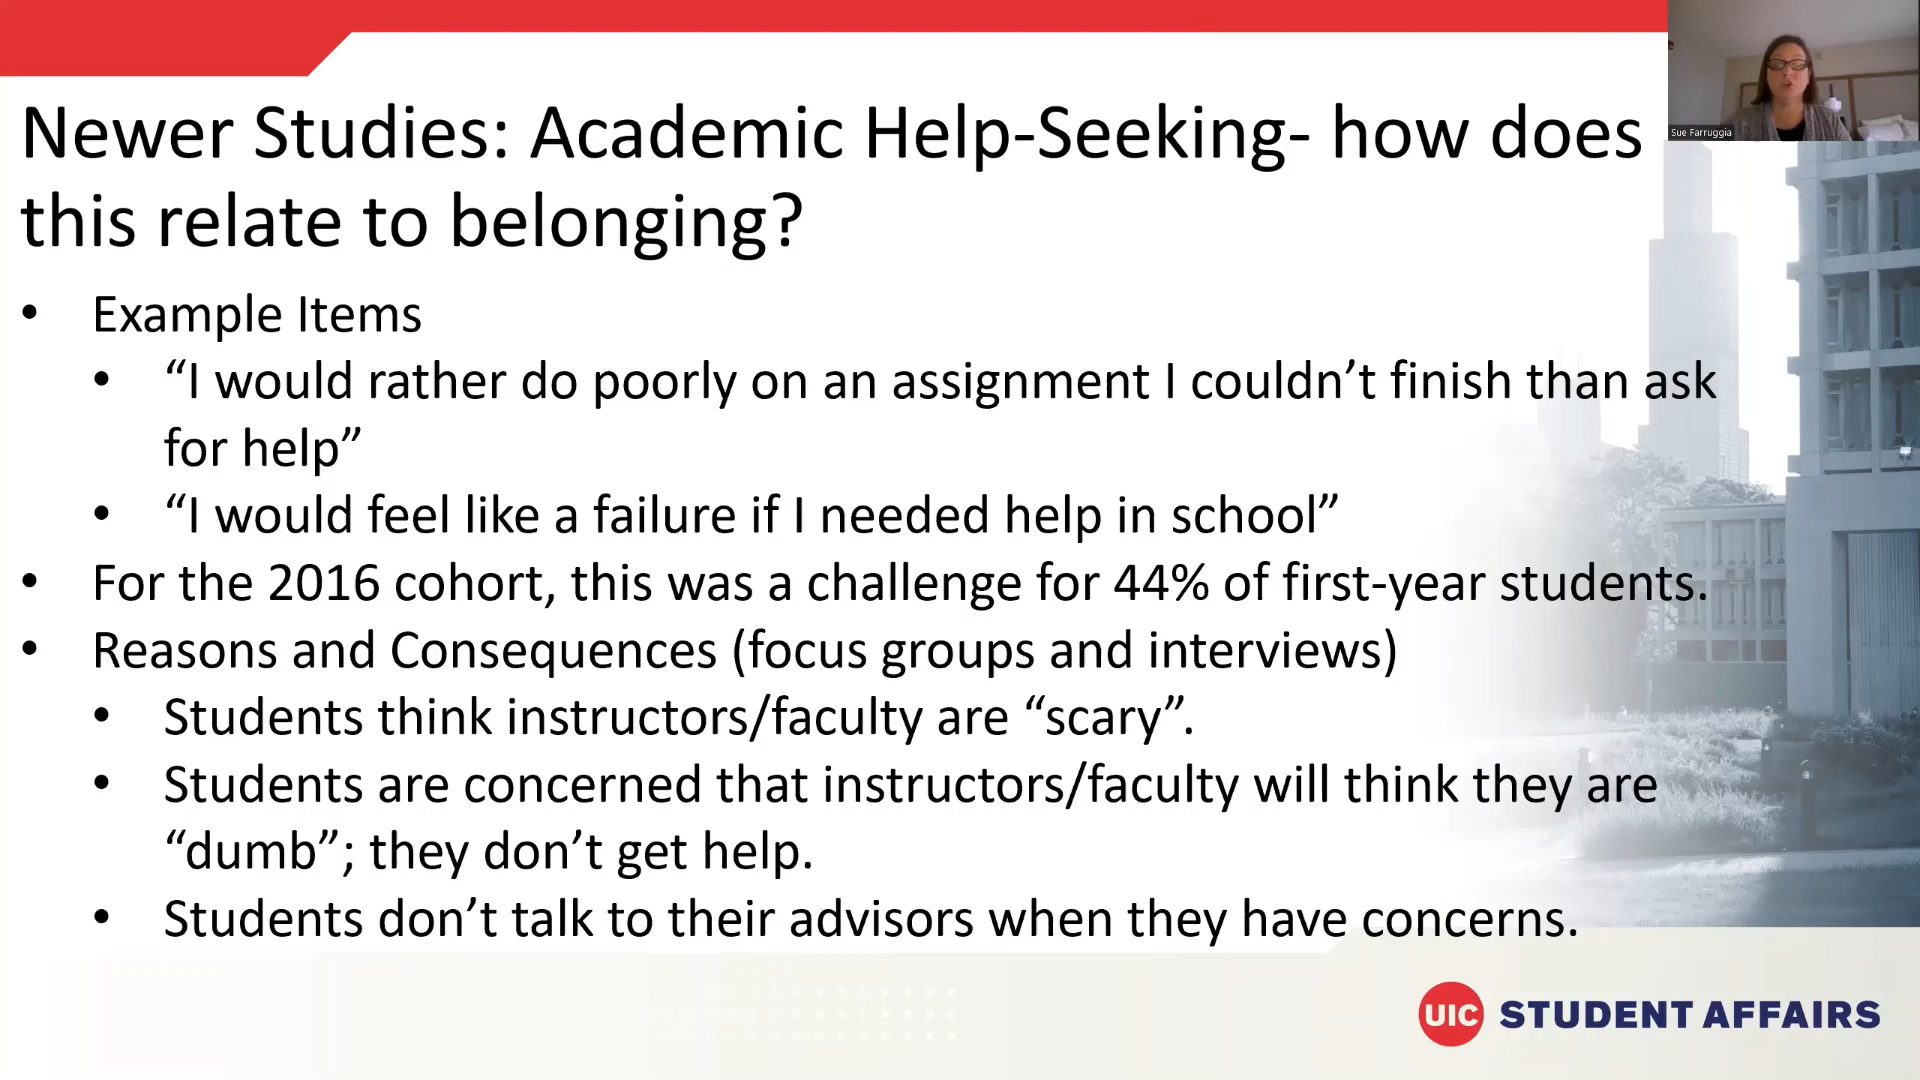 Newer Studies: Academic Help-Seeking- how does
this relate to belonging?
Sue Farruggia
• Example Items
• “I would rather do poorly on an assignment I couldn’t finish than ask
for help”
• “I would feel like a failure if I needed help in school”
• For the 2016 cohort, this was a challenge for 44% of first-year students.
• Reasons and Consequences (focus groups and interviews)
• Students think instructors/faculty are “scary”.
• Students are concerned that instructors/faculty will think they are
“dumb”; they don’t get help.
• Students don’t talk to their advisors when they have concerns.
UIC STUDENT AFFAIRS